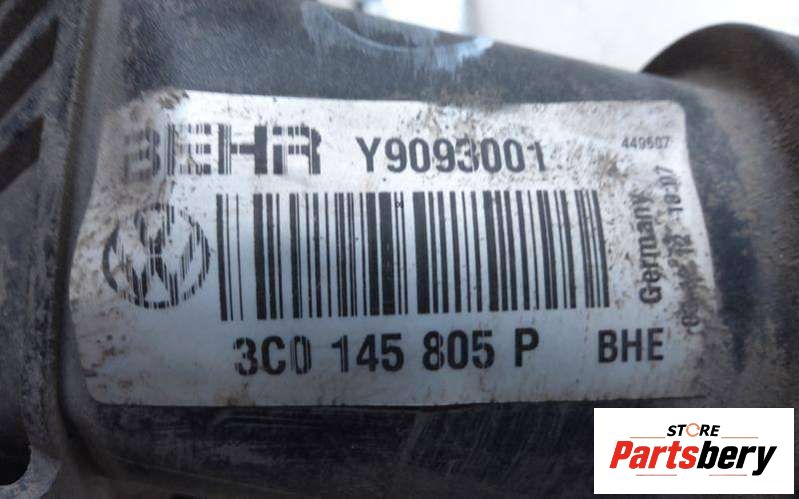 BEHR Y9093001 449507
Germany
3C0 145 805 P BHE
STORE
Partsbery